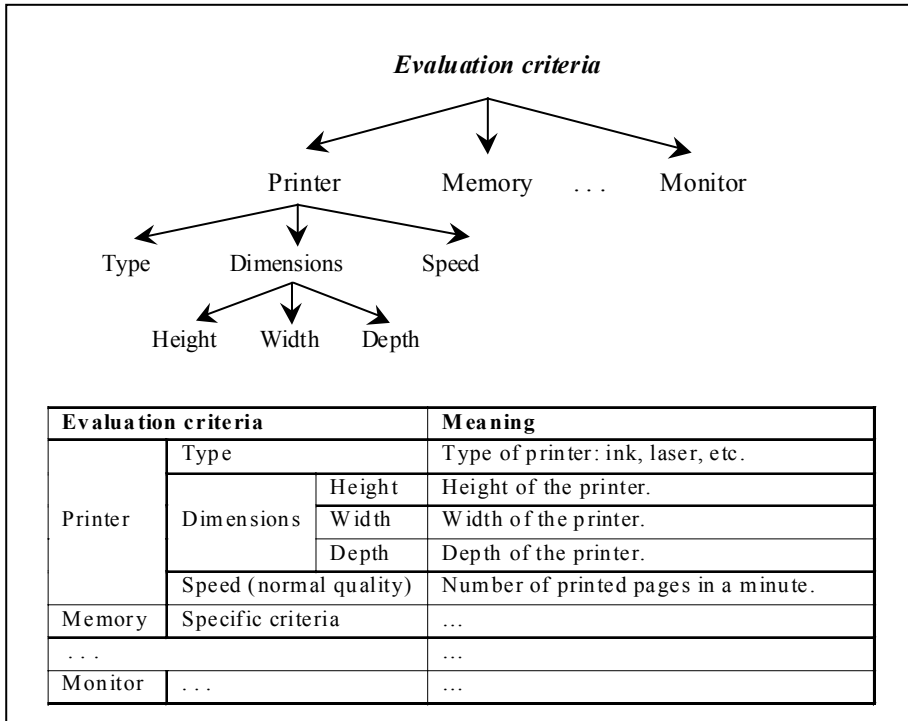 Evaluation criteria
Printer Memory . . . Monitor
Type Dimensions Speed
Height Width Depth
Evaluation criteria Meaning
Type Type of printer: ink, laser, etc.
Height Height of the printer.
Printer Dimensions Width Width of the printer.
Depth Depth of the printer.
Speed (normal quality) Number of printed pages in a minute.
Memory Specific criteria ...
. . . ...
Monitor . . . ...